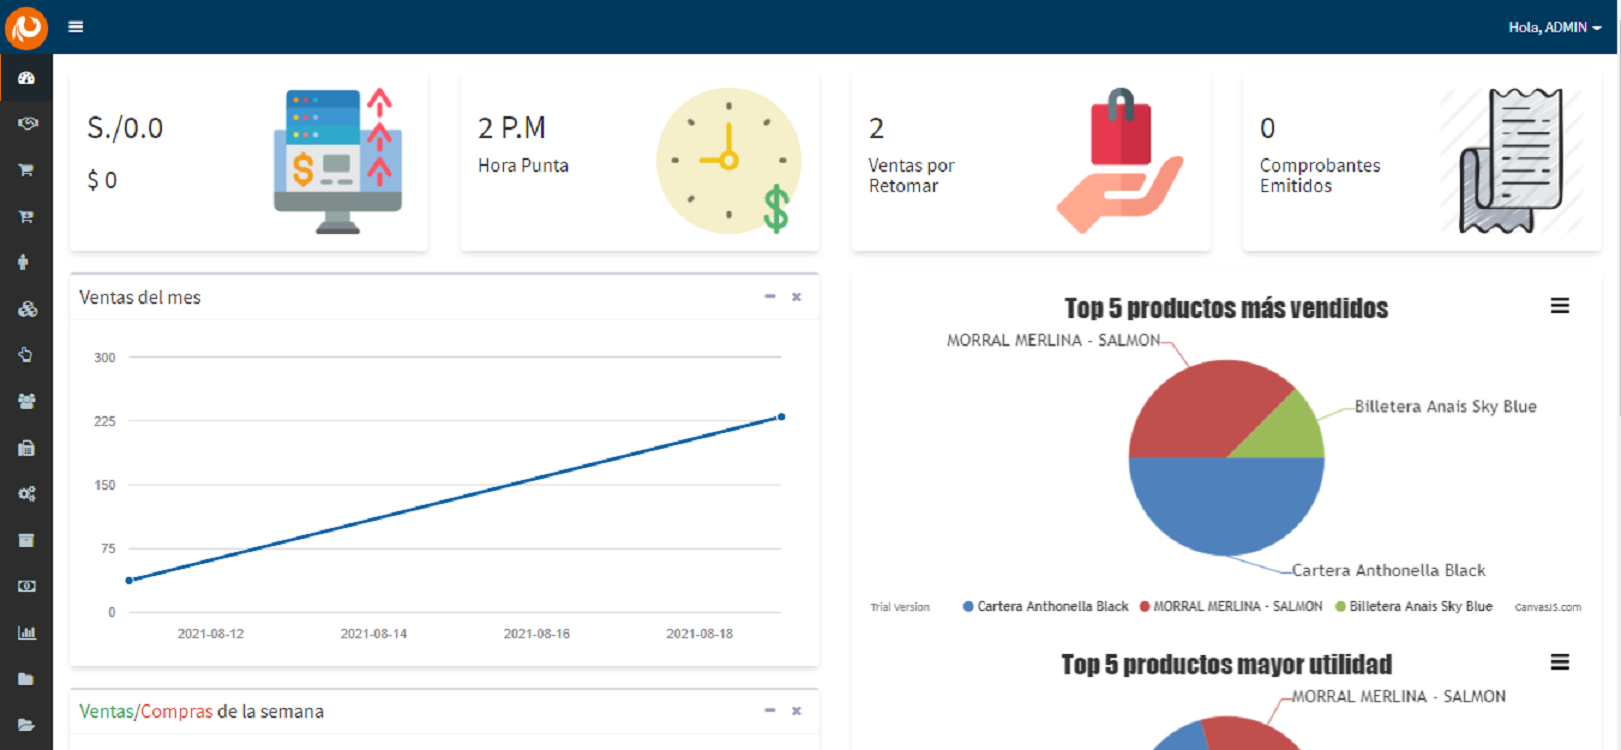 Hola, ADMIN
S./0.0
$ 0
2 P.M
Hora Punta
2
Ventas por
Retomar
0
Comprobantes
Emitidos
Ventas del mes
300
225
150
75
0
2021-08-12 2021-08-14 2021-08-16 2021-08-18
Ventas/Compras de la semana
Top 5 productos más vendidos
MORRAL MERLINA - SALMON
Billetera Anais Sky Blue
Cartera Anthonella Black
Trial Version
Cartera Anthonella Black MORRAL MERLINA - SALMON Billetera Anais Sky Blue
CanvasJS.com
Top 5 productos mayor utilidad
MORRAL MERLINA - SALMON